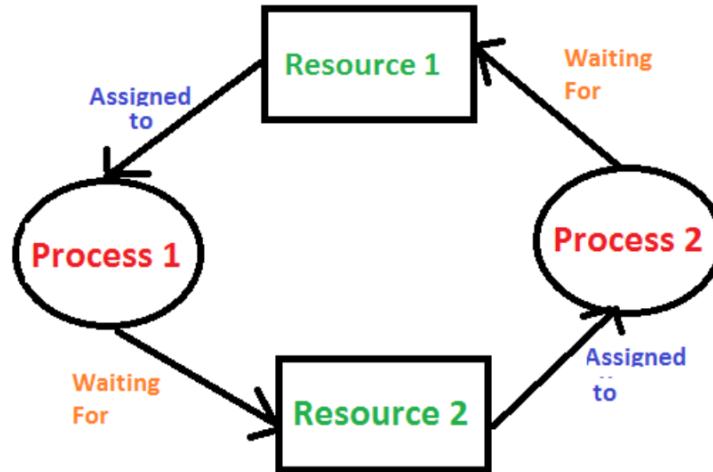 Resource 1
Waiting
For
Assigned
to
Process 1
Process 2
Waiting
For
Resource 2
Assigned
to